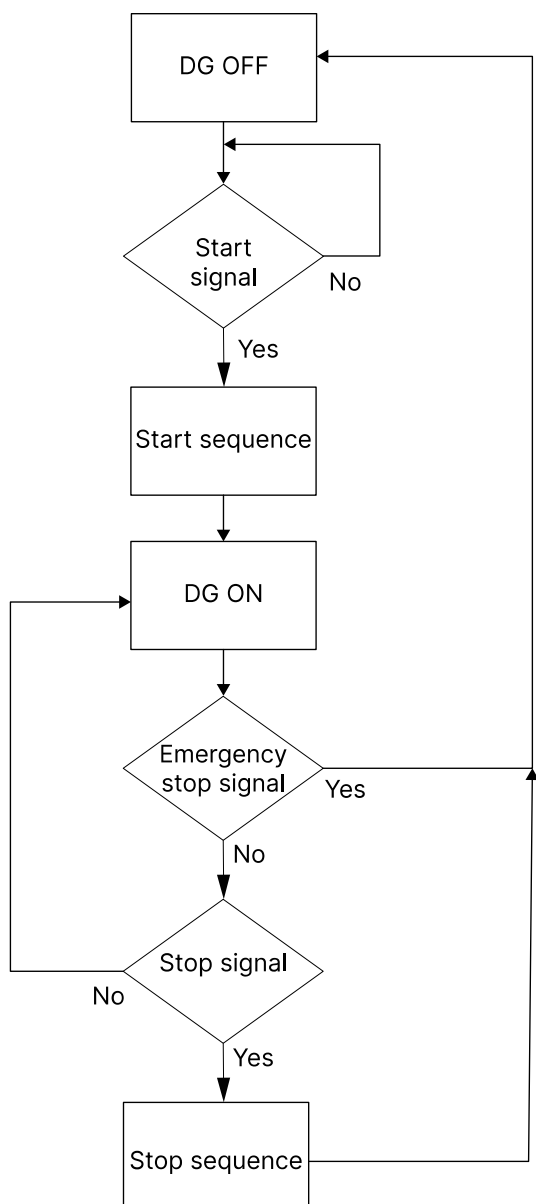 DG OFF
Start
signal
No
Yes
Start sequence
DG ON
Emergency
stop signal
Yes
No
Stop signal
No
Yes
Stop sequence